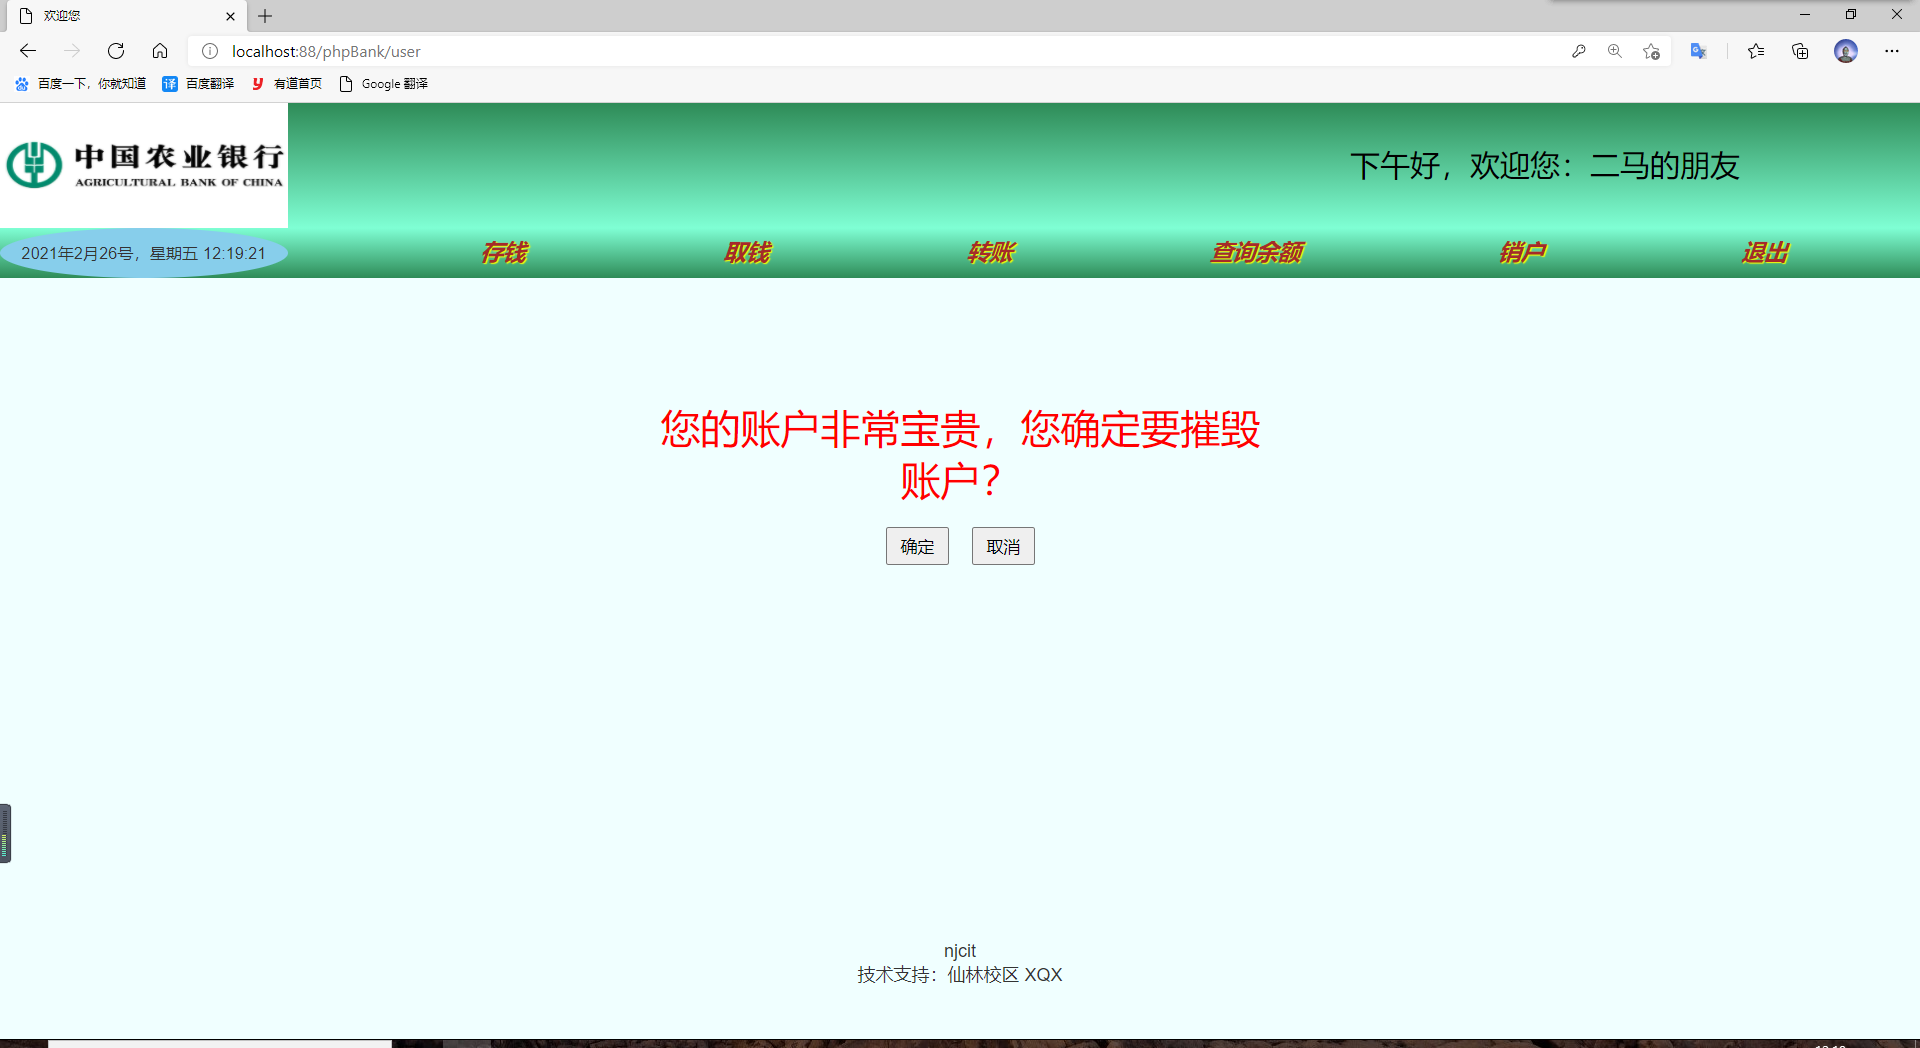 欢迎您
localhost:88/phpBank/user
百度一下，你就知道
译 百度翻译
有道首页
Google 翻译
中国农业银行
AGRICULTURAL BANK OF CHINA
下午好，欢迎您：二马的朋友
2021年2月26号，星期五 12:19:21
存钱 取钱 转账 查询余额 销户 退出
您的账户非常宝贵，您确定要摧毁
账户？
确定 取消
njcit
技术支持：仙林校区 XQX